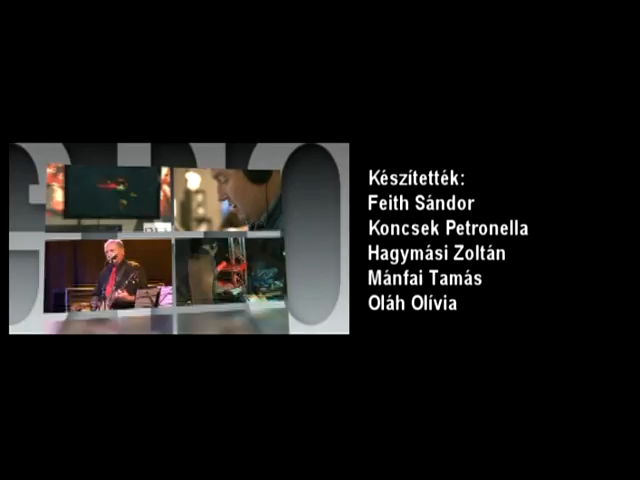 Készítették:
Feith Sándor
Koncsek Petronella
Hagymási Zoltán
Mánfai Tamás
Oláh Olívia